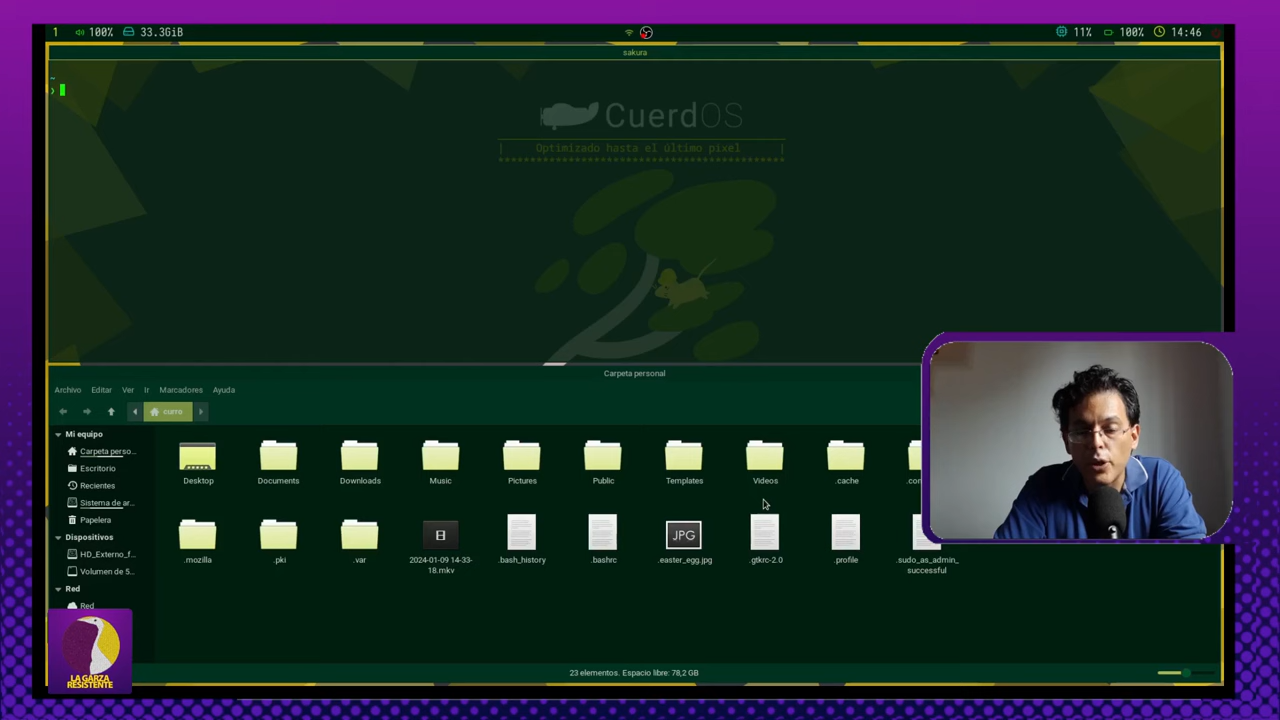 1 100% 33.3GiB 11% 100% 14:46
sakura
~
❯
CuerdOS
| Optimizado hasta el último pixel |
Carpeta personal
Archivo Editar Ver Ir Marcadores Ayuda
curro
Mi equipo
Carpeta perso...
Escritorio
Recientes
Sistema de ar...
Papelera
Dispositivos
HD_Externo_f...
Volumen de 5...
Red
Red
Desktop Documents Downloads Music Pictures Public Templates Videos .cache
.mozilla .pki .var 2024-01-09 14-33-18.mkv .bash_history .bashrc JPG .easter_egg.jpg .gtkrc-2.0 .profile .sudo_as_admin_successful
23 elementos. Espacio libre: 78,2 GB
LA GARZA
RESISTENTE